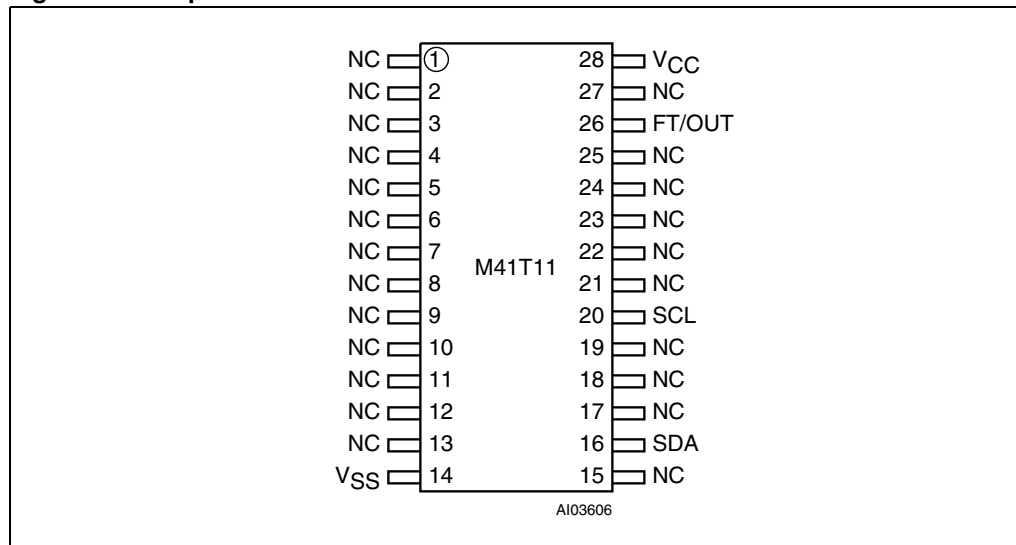 NC 1 28 VCC
NC 2 27 NC
NC 3 26 FT/OUT
NC 4 25 NC
NC 5 24 NC
NC 6 23 NC
NC 7 22 NC
M41T11
NC 8 21 NC
NC 9 20 SCL
NC 10 19 NC
NC 11 18 NC
NC 12 17 NC
NC 13 16 SDA
VSS 14 15 NC
AI03606